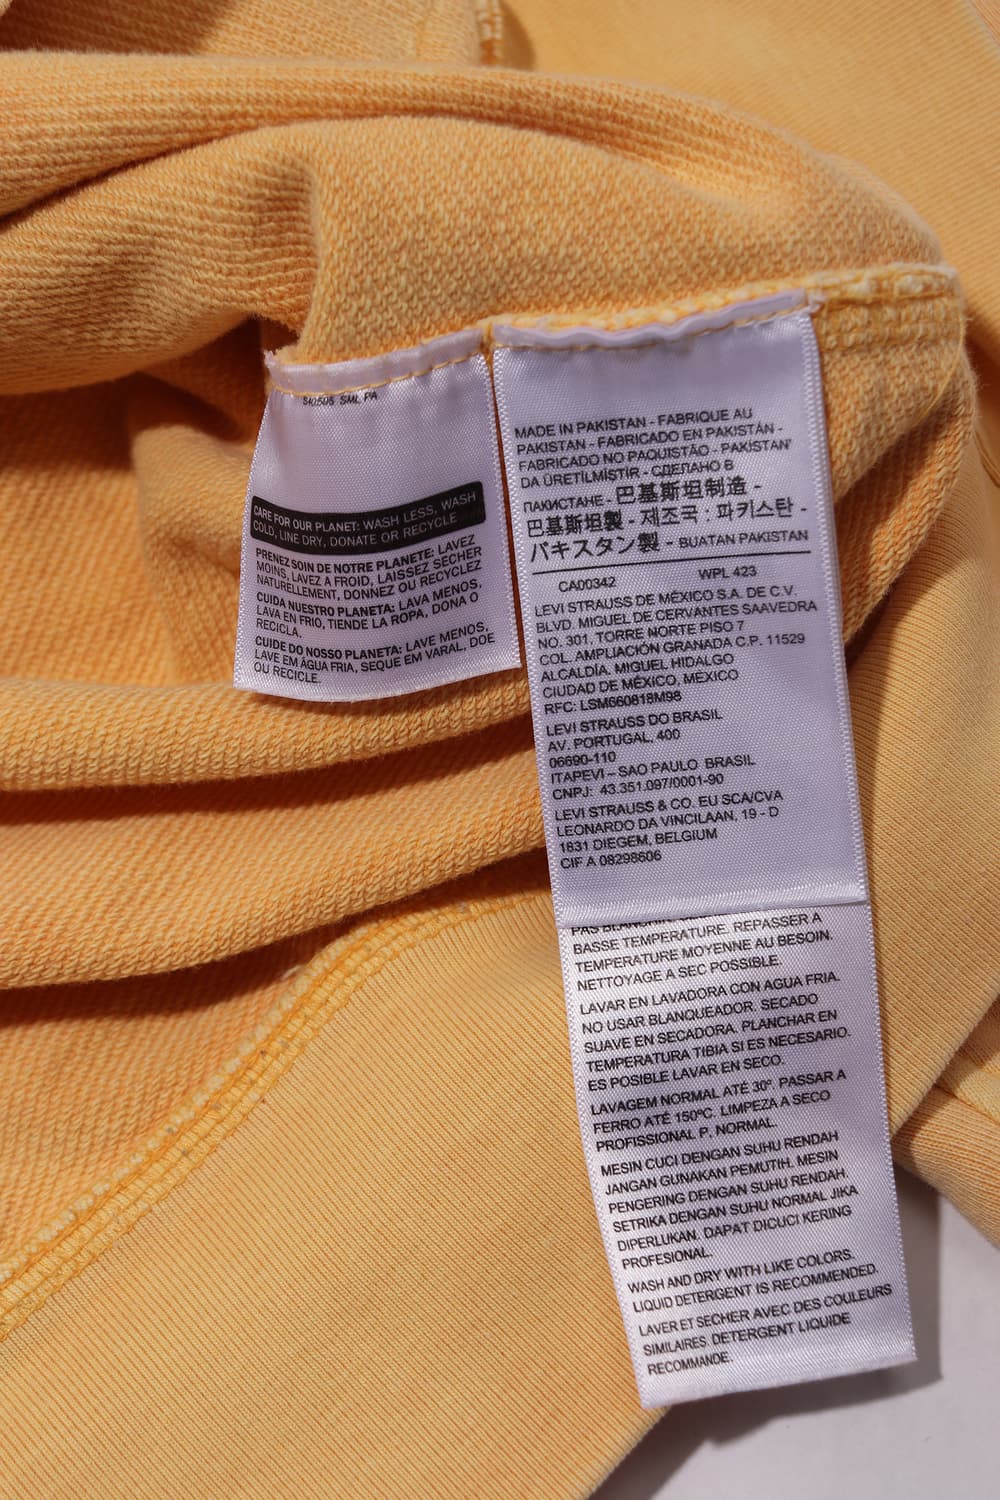 SML PA
CARE FOR OUR PLANET: WASH LESS, WASH
COLD, LINE DRY, DONATE OR RECYCLE
PRENEZ SOIN DE NOTRE PLANETE: LAVEZ
MOINS, LAVEZ A FROID, LAISSEZ SÉCHER
NATURELLEMENT, DONNEZ OU RECYCLEZ
CUIDA NUESTRO PLANETA: LAVA MENOS,
LAVA EN FRIO, TIENDE LA ROPA, DONA O
RECICLA.
CUIDE DO NOSSO PLANETA: LAVE MENOS,
LAVE EM ÁGUA FRIA, SEQUE EM VARAL, DOE
OU RECICLE.
MADE IN PAKISTAN - FABRIQUE AU
PAKISTAN - FABRICADO EN PAKISTÁN -
FABRICADO NO PAQUISTÃO - PAKİSTAN'
DA ÜRETİLMİŞTİR - СДЕЛАНО В
ПАКИСТАНЕ - 巴基斯坦制造 -
巴基斯坦製 - 제조국 : 파키스탄 -
パキスタン製 - BUATAN PAKISTAN
CA00342 WPL 423
LEVI STRAUSS DE MÉXICO S.A. DE C.V.
BLVD. MIGUEL DE CERVANTES SAAVEDRA
NO. 301, TORRE NORTE PISO 7
COL. AMPLIACIÓN GRANADA C.P. 11529
ALCALDÍA. MIGUEL HIDALGO
CIUDAD DE MÉXICO, MÉXICO
RFC: LSM660818M98
LEVI STRAUSS DO BRASIL
AV. PORTUGAL, 400
06690-110
ITAPEVI – SAO PAULO BRASIL
CNPJ: 43.351.097/0001-90
LEVI STRAUSS & CO. EU SCA/CVA
LEONARDO DA VINCILAAN, 19 - D
1831 DIEGEM, BELGIUM
CIF A 08298606
PAS
BASSE TEMPERATURE. REPASSER A
TEMPERATURE MOYENNE AU BESOIN.
NETTOYAGE A SEC POSSIBLE.
LAVAR EN LAVADORA CON AGUA FRIA.
NO USAR BLANQUEADOR. SECADO
SUAVE EN SECADORA. PLANCHAR EN
TEMPERATURA TIBIA SI ES NECESARIO.
ES POSIBLE LAVAR EN SECO.
LAVAGEM NORMAL ATÉ 30º. PASSAR A
FERRO ATÉ 150ºC. LIMPEZA A SECO
PROFISSIONAL P, NORMAL.
MESIN CUCI DENGAN SUHU RENDAH
JANGAN GUNAKAN PEMUTIH. MESIN
PENGERING DENGAN SUHU RENDAH.
SETRIKA DENGAN SUHU NORMAL JIKA
DIPERLUKAN. DAPAT DICUCI KERING
PROFESIONAL.
WASH AND DRY WITH LIKE COLORS.
LIQUID DETERGENT IS RECOMMENDED.
LAVER ET SECHER AVEC DES COULEURS
SIMILAIRES. DETERGENT LIQUIDE
RECOMMANDE.